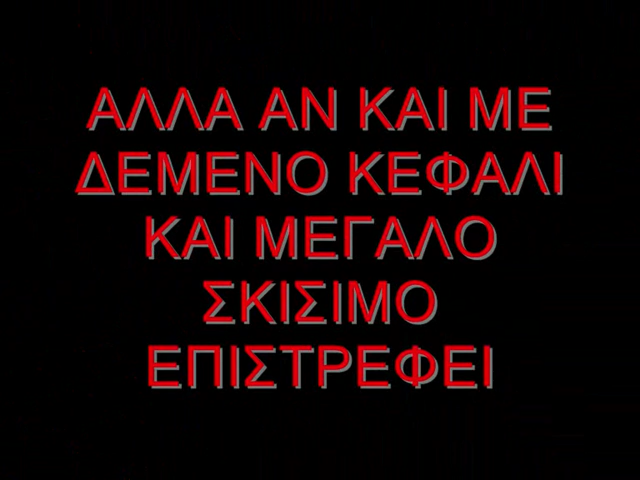 ΑΛΛΑ ΑΝ ΚΑΙ ΜΕ
ΔΕΜΕΝΟ ΚΕΦΑΛΙ
ΚΑΙ ΜΕΓΑΛΟ
ΣΚΙΣΙΜΟ
ΕΠΙΣΤΡΕΦΕΙ